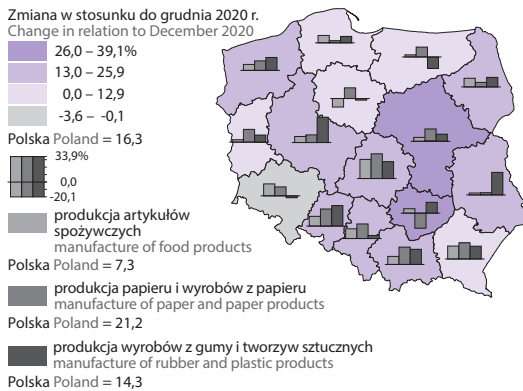 Zmiana w stosunku do grudnia 2020 r.
Change in relation to December 2020
26,0 – 39,1%
13,0 – 25,9
0,0 – 12,9
-3,6 – -0,1
Polska Poland = 16,3
33,9%
0,0
-20,1
produkcja artykułów
spożywczych
manufacture of food products
Polska Poland = 7,3
produkcja papieru i wyrobów z papieru
manufacture of paper and paper products
Polska Poland = 21,2
produkcja wyrobów z gumy i tworzyw sztucznych
manufacture of rubber and plastic products
Polska Poland = 14,3